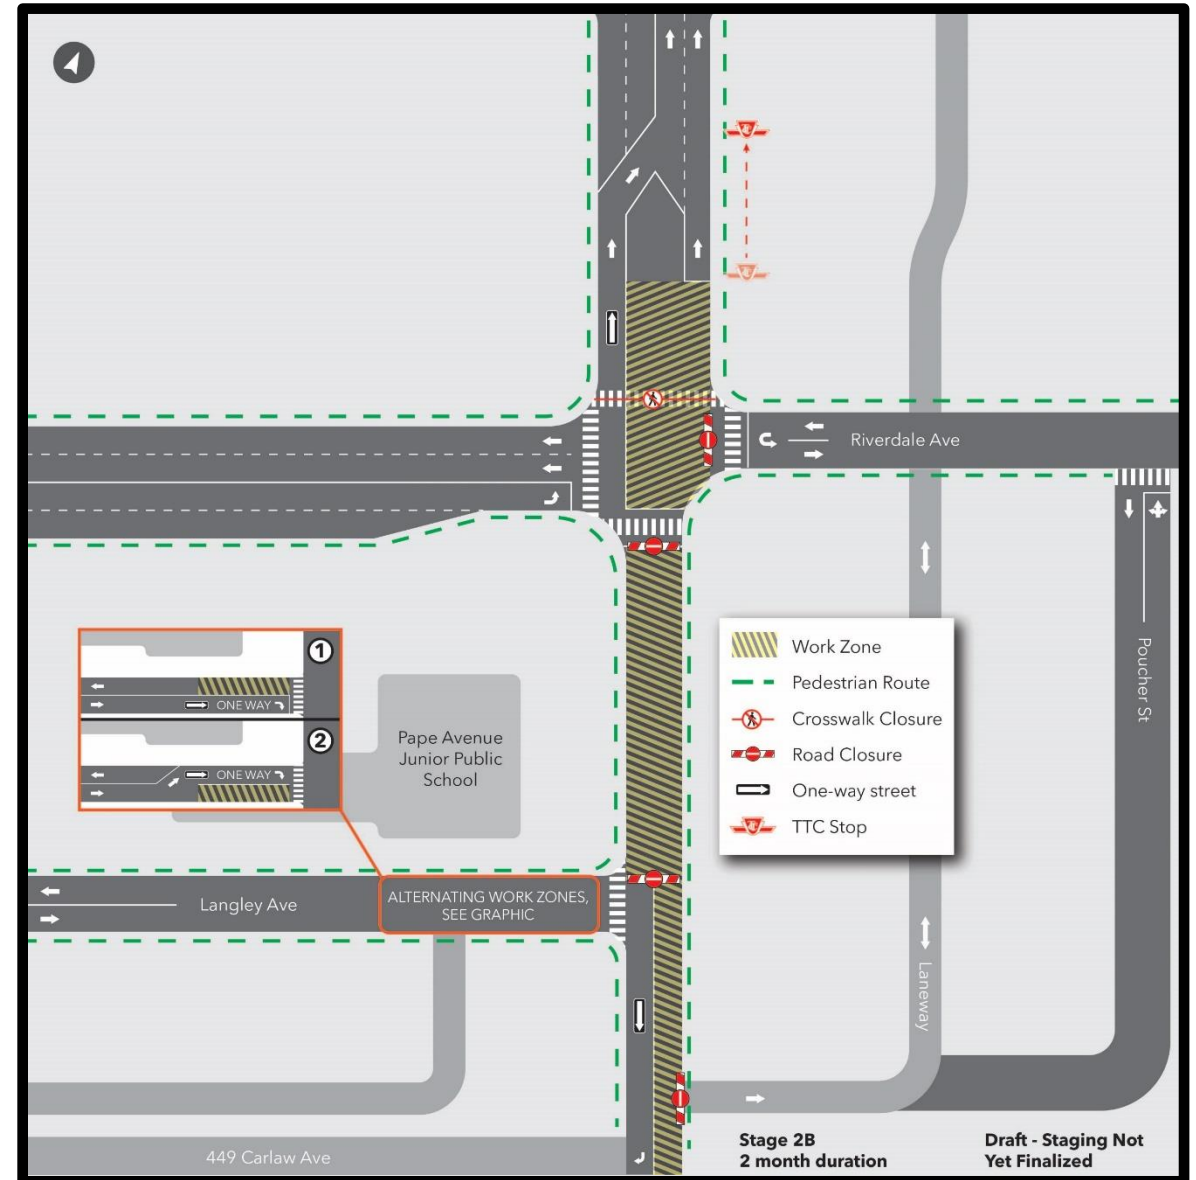 Riverdale Ave
1
ONE WAY
2
ONE WAY
Pape Avenue
Junior Public
School
Work Zone
Pedestrian Route
Crosswalk Closure
Road Closure
One-way street
TTC Stop
Poucher St
Langley Ave
ALTERNATING WORK ZONES,
SEE GRAPHIC
Laneway
449 Carlaw Ave
Stage 2B
2 month duration
Draft - Staging Not
Yet Finalized